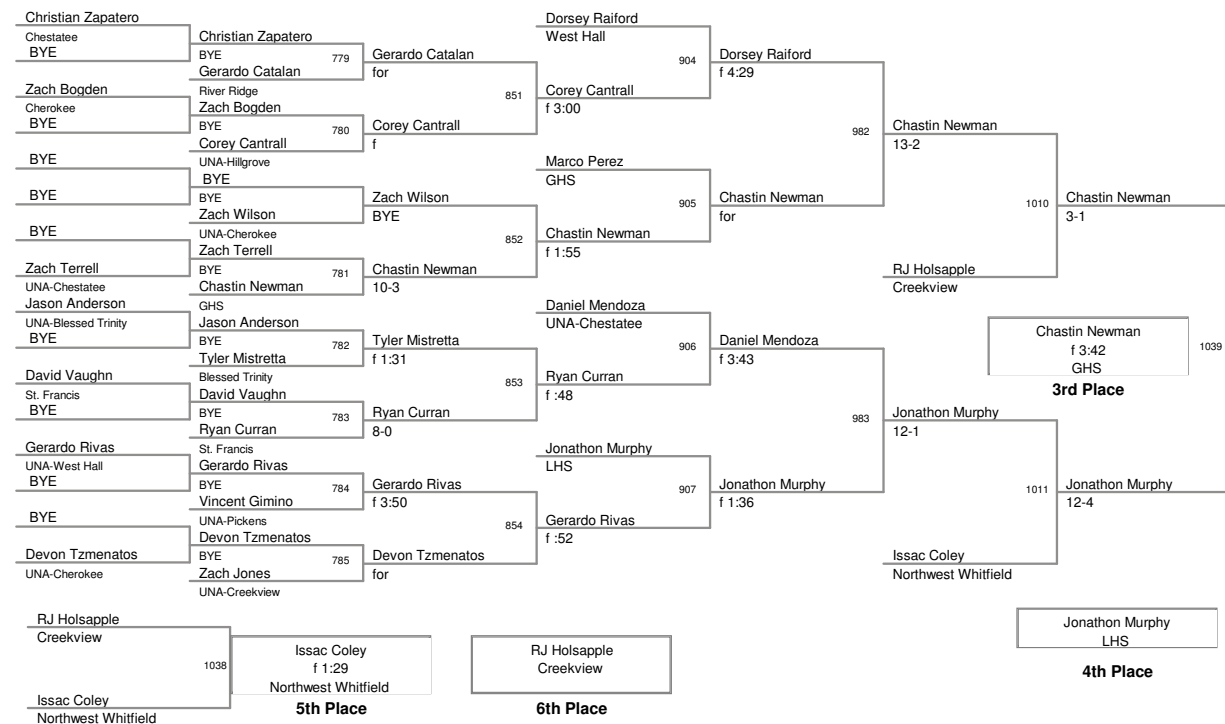 Christian Zapatero
Chestatee
BYE
Zach Bogden
Cherokee
BYE
BYE
BYE
BYE
Zach Terrell
UNA-Chestatee
Jason Anderson
UNA-Blessed Trinity
BYE
David Vaughn
St. Francis
BYE
Gerardo Rivas
UNA-West Hall
BYE
BYE
Devon Tzmenatos
UNA-Cherokee
Christian Zapatero
BYE
779
Gerardo Catalan
River Ridge
Zach Bogden
BYE
780
Corey Cantrall
UNA-Hillgrove
BYE
BYE
Zach Wilson
UNA-Cherokee
Zach Terrell
BYE
781
Chastin Newman
GHS
Jason Anderson
BYE
782
Tyler Mistretta
Blessed Trinity
David Vaughn
BYE
783
Ryan Curran
St. Francis
Gerardo Rivas
BYE
784
Vincent Gimino
UNA-Pickens
Devon Tzmenatos
BYE
785
Zach Jones
UNA-Creekview
Gerardo Catalan
for
851
Corey Cantrall
f
Zach Wilson
BYE
852
Chastin Newman
10-3
Tyler Mistretta
f 1:31
853
Ryan Curran
8-0
Gerardo Rivas
f 3:50
854
Devon Tzmenatos
for
Dorsey Raiford
West Hall
904
Corey Cantrall
f 3:00
Marco Perez
GHS
905
Chastin Newman
f 1:55
Daniel Mendoza
UNA-Chestatee
906
Ryan Curran
f :48
Jonathon Murphy
LHS
907
Gerardo Rivas
f :52
Dorsey Raiford
f 4:29
982
Chastin Newman
for
Daniel Mendoza
f 3:43
983
Jonathon Murphy
f 1:36
Chastin Newman
13-2
1010
RJ Holsapple
Creekview
Jonathon Murphy
12-1
1011
Issac Coley
Northwest Whitfield
Chastin Newman
3-1
Chastin Newman
f 3:42
GHS
1039
3rd Place
Jonathon Murphy
12-4
Jonathon Murphy
LHS
4th Place
RJ Holsapple
Creekview
1038
Issac Coley
Northwest Whitfield
Issac Coley
f 1:29
Northwest Whitfield
5th Place
RJ Holsapple
Creekview
6th Place